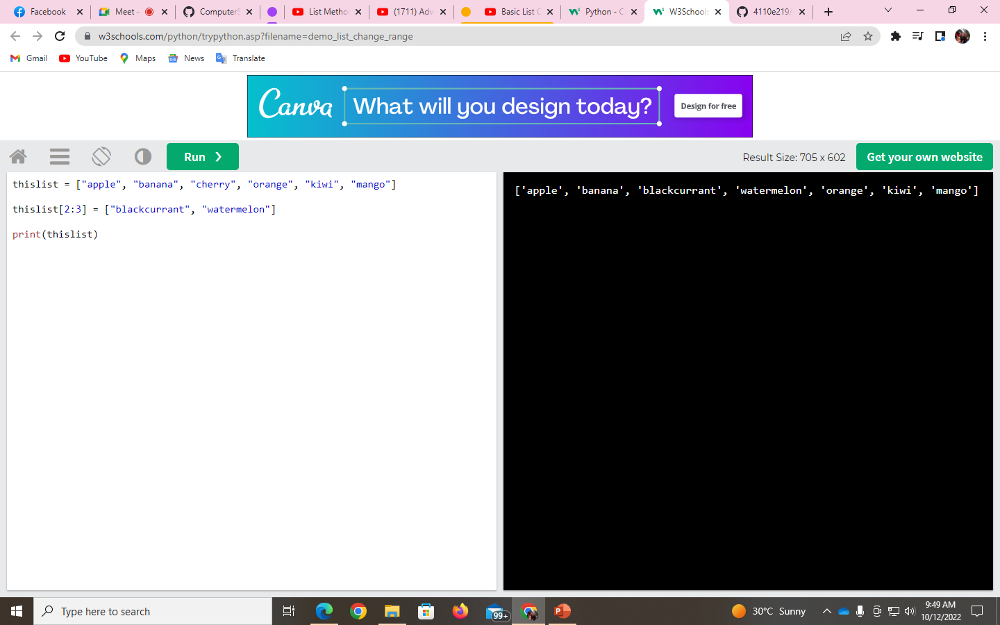 Facebook
Meet -
ComputerS
List Metho
(1711) Adv
Basic List C
Python - C
W3School
4110e219/
w3schools.com/python/trypython.asp?filename=demo_list_change_range
Gmail
YouTube
Maps
News
Translate
Canva
What will you design today?
Design for free
Run ❯
Result Size: 705 x 602
Get your own website
thislist = ["apple", "banana", "cherry", "orange", "kiwi", "mango"]
thislist[2:3] = ["blackcurrant", "watermelon"]
print(thislist)
['apple', 'banana', 'blackcurrant', 'watermelon', 'orange', 'kiwi', 'mango']
Type here to search
99+
30°C Sunny
9:49 AM
10/12/2022